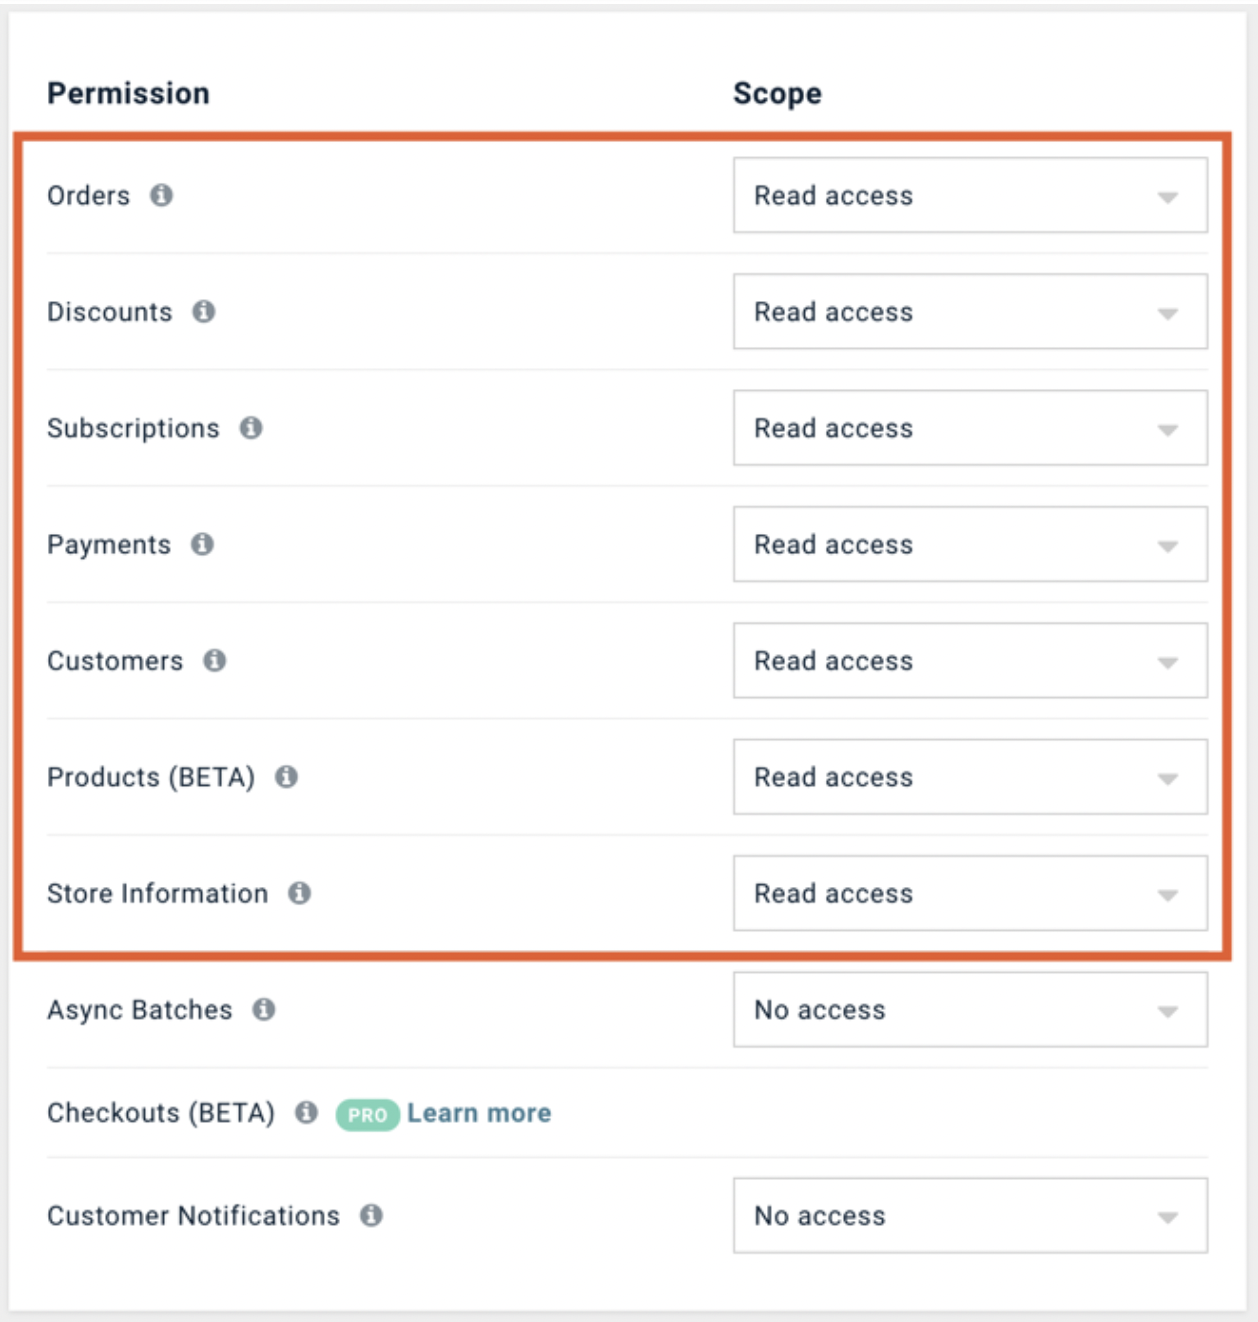 Permission Scope
Orders Read access
Discounts Read access
Subscriptions Read access
Payments Read access
Customers Read access
Products (BETA) Read access
Store Information Read access
Async Batches No access
Checkouts (BETA) PRO Learn more
Customer Notifications No access